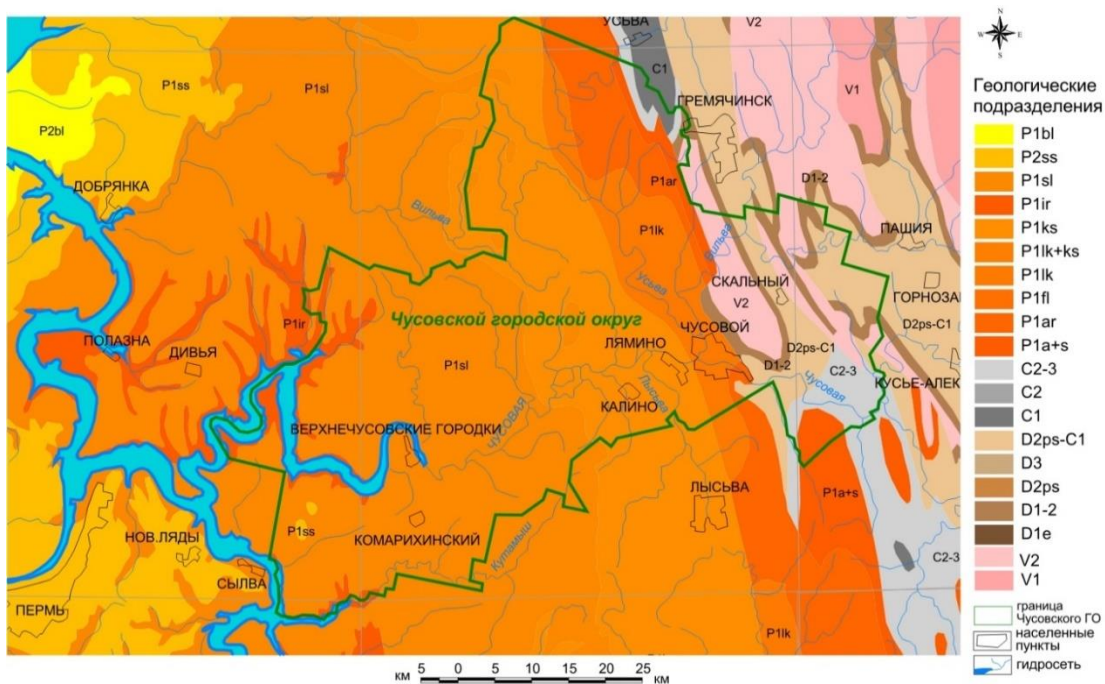 УСЬВА
V2
N
W E
S
P1ss
P1sl
C1
V1
Геологические
подразделения
ГРЕМЯЧИНСК
P2bl
P1bl
P2ss
P1sl
P1ir
P1ks
P1lk+ks
P1lk
P1fl
P1ar
P1a+s
C2-3
C2
C1
D2ps-C1
D3
D2ps
D1-2
D1e
V2
V1
граница
Чусовского ГО
населенные
пункты
гидросеть
ДОБРЯНКА
P1ar
D1-2
Вильва
P1lk
ПАШИЯ
Вильва
Усьва
СКАЛЬНЫЙ
V2
ГОРНОЗА
Чусовской городской округ
P1ir
ПОЛАЗНА
ДИВЬЯ
ЧУСОВОЙ
D2ps-C1
ЛЯМИНО
D2ps-C1
P1sl
D1-2
C2-3
КУСЬЕ-АЛЕК
Лысьва
Чусовая
КАЛИНО
ВЕРХНЕЧУСОВСКИЕ ГОРОДКИ
ЧУСОВАЯ
ЛЫСЬВА
P1a+s
P1ss
НОВ.ЛЯДЫ
КОМАРИХИНСКИЙ
Кутамыш
C2-3
СЫЛВА
ПЕРМЬ
P1lk
км
5 0 5 10 15 20 25
км